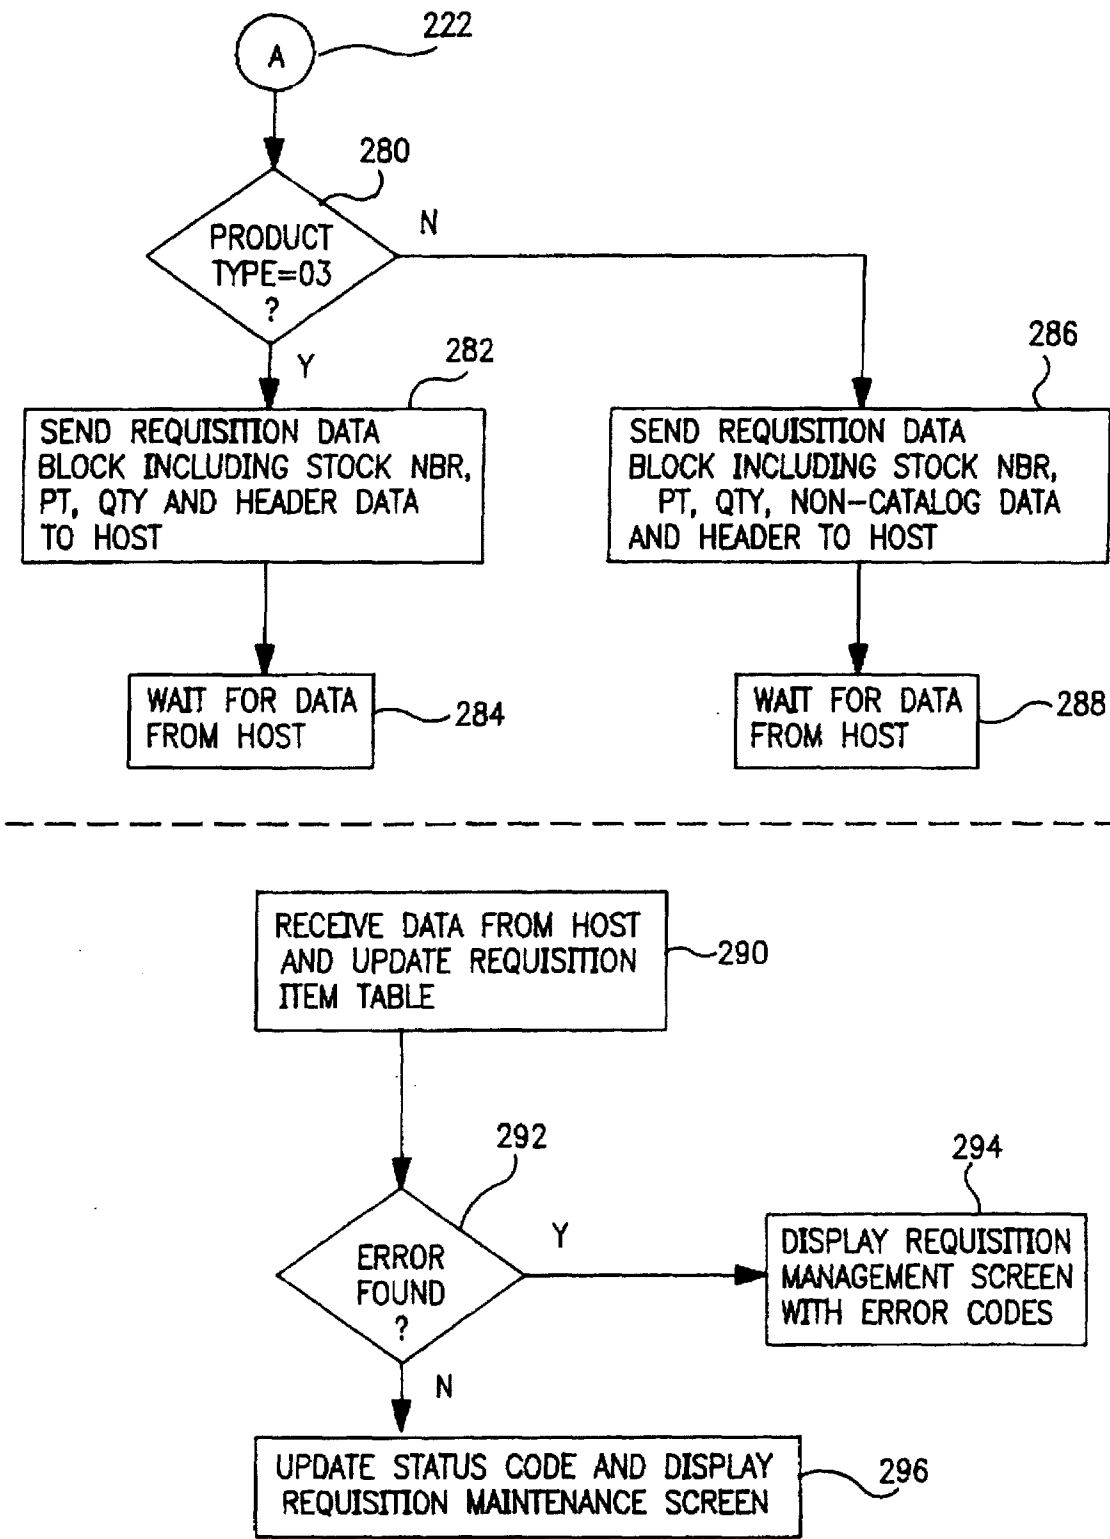 222
A
280
N
PRODUCT
TYPE=03
?
Y
282
286
SEND REQUISITION DATA
BLOCK INCLUDING STOCK NBR,
PT, QTY AND HEADER DATA
TO HOST
SEND REQUISITION DATA
BLOCK INCLUDING STOCK NBR,
PT, QTY, NON-CATALOG DATA
AND HEADER TO HOST
WAIT FOR DATA
FROM HOST
284
WAIT FOR DATA
FROM HOST
288
RECEIVE DATA FROM HOST
AND UPDATE REQUISITION
ITEM TABLE
290
292
ERROR
FOUND
?
Y
294
DISPLAY REQUISITION
MANAGEMENT SCREEN
WITH ERROR CODES
N
UPDATE STATUS CODE AND DISPLAY
REQUISITION MAINTENANCE SCREEN
296